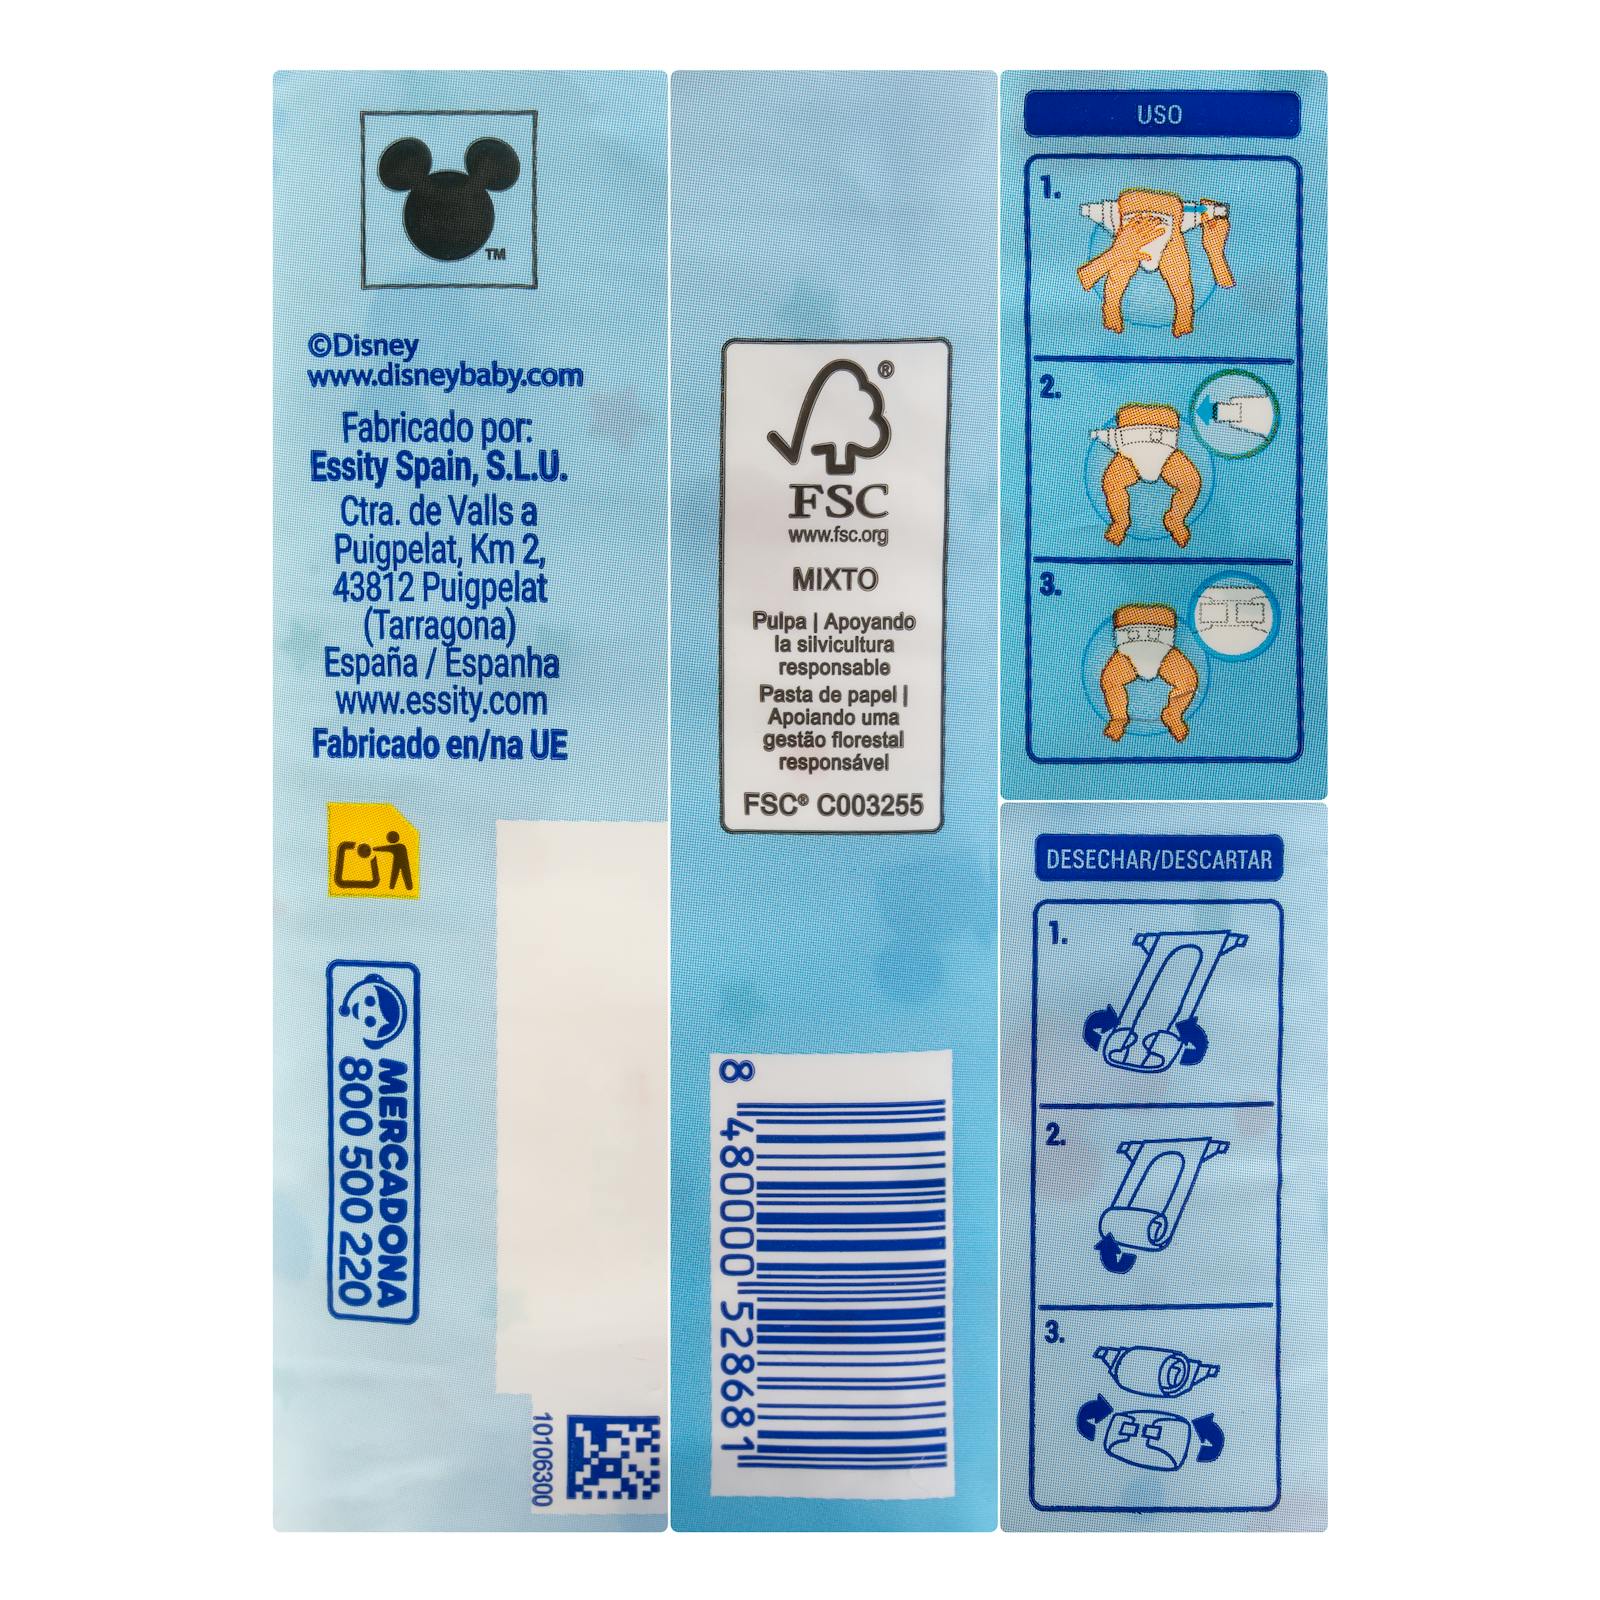 TM
©Disney
www.disneybaby.com
Fabricado por:
Essity Spain, S.L.U.
Ctra. de Valls a
Puigpelat, Km 2,
43812 Puigpelat
(Tarragona)
España / Espanha
www.essity.com
Fabricado en/na UE
MERCADONA
800 500 220
10106300
®
FSC
www.fsc.org
MIXTO
Pulpa | Apoyando
la silvicultura
responsable
Pasta de papel |
Apoiando uma
gestão florestal
responsável
FSC® C003255
8 480000 528681
USO
1.
2.
3.
DESECHAR/DESCARTAR
1.
2.
3.